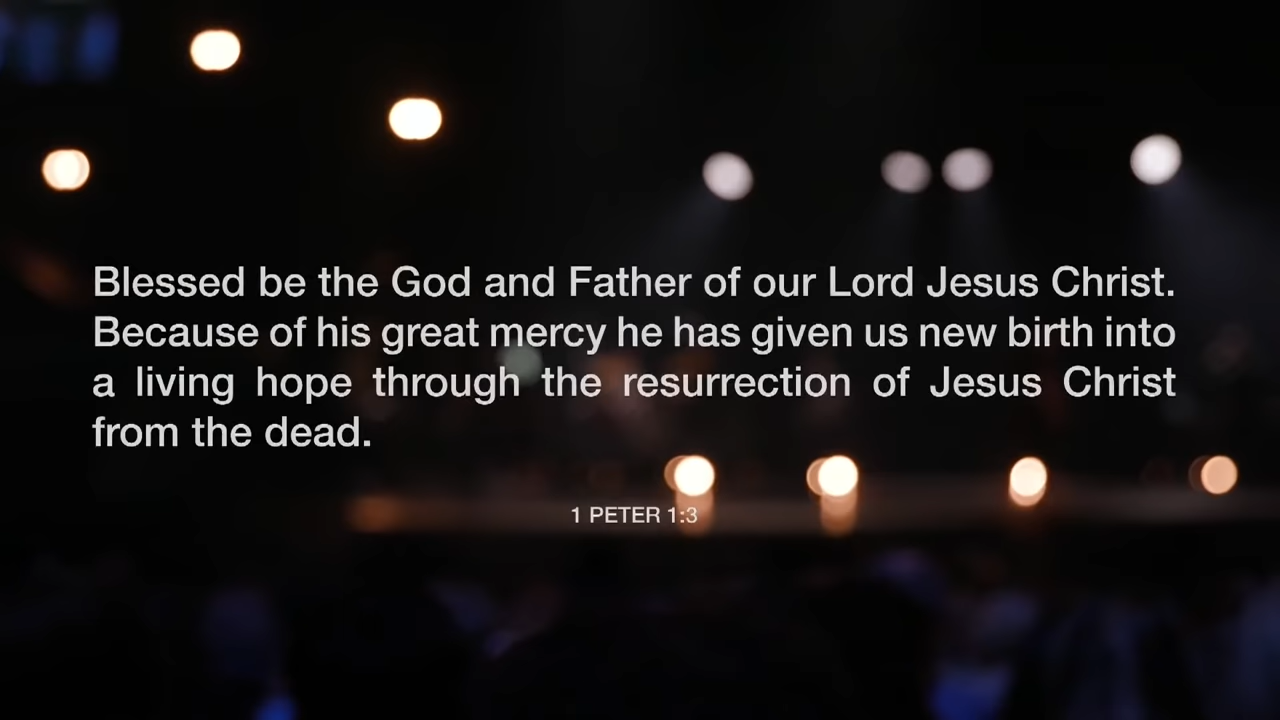 Blessed be the God and Father of our Lord Jesus Christ.
Because of his great mercy he has given us new birth into
a living hope through the resurrection of Jesus Christ
from the dead.
1 PETER 1:3